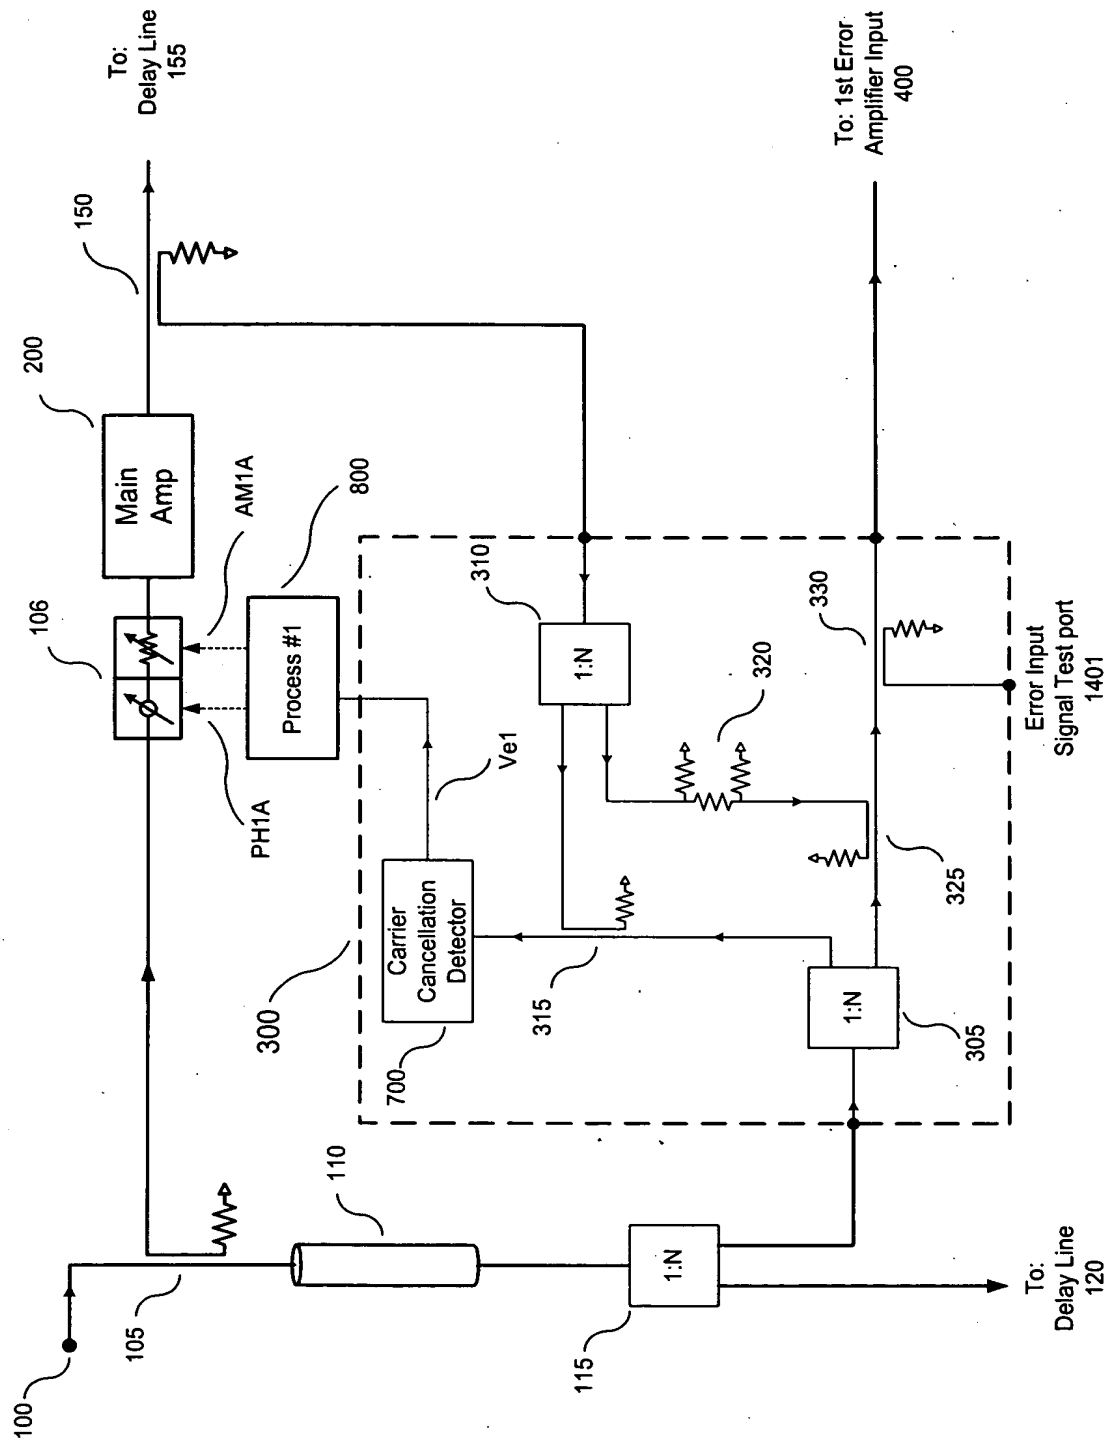 To:
Delay Line
155
150
200
Main
Amp
AM1A
800
106
Process #1
PH1A
Ve1
310
1:N
320
330
To: 1st Error
Amplifier Input
400
Error Input
Signal Test port
1401
Carrier
Cancellation
Detector
300
700
315
325
1:N
305
100
105
110
1:N
115
To:
Delay Line
120